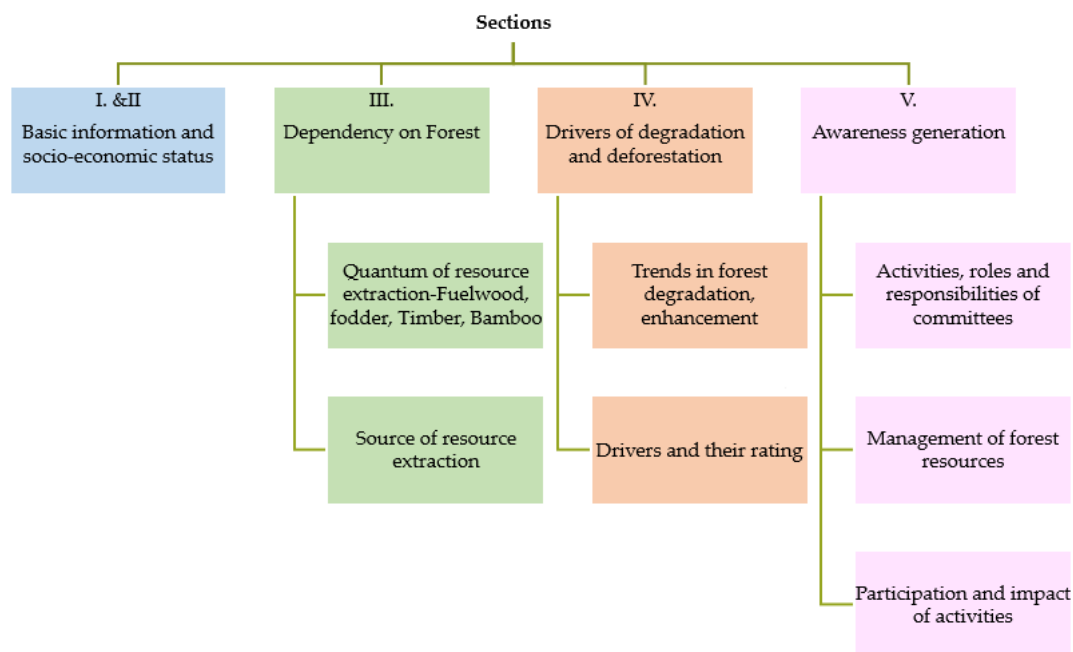 Sections
I. &II
Basic information and
socio-economic status
III.
Dependency on Forest
Quantum of resource
extraction-Fuelwood,
fodder, Timber, Bamboo
Source of resource
extraction
IV.
Drivers of degradation
and deforestation
Trends in forest
degradation,
enhancement
Drivers and their rating
V.
Awareness generation
Activities, roles and
responsibilities of
committees
Management of forest
resources
Participation and impact
of activities